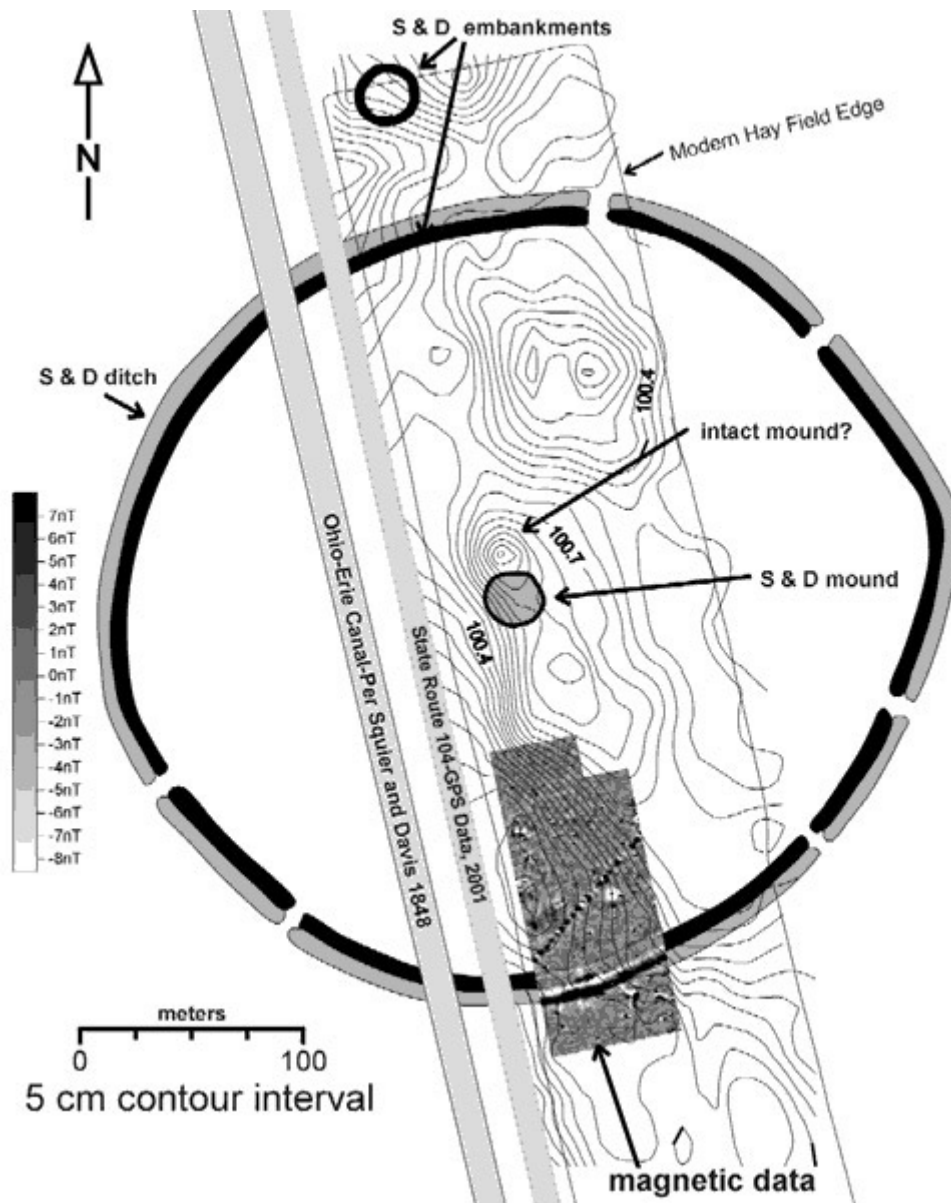 S & D embankments
N
Modern Hay Field Edge
S & D ditch
100.4
intact mound?
7nT
6nT
5nT
4nT
3nT
2nT
1nT
0nT
-1nT
-2nT
-3nT
-4nT
-5nT
-6nT
-7nT
-8nT
100.7
S & D mound
100.4
Ohio-Erie Canal-Per Squier and Davis 1848
State Route 104-GPS Data, 2001
meters
0 100
5 cm contour interval
magnetic data